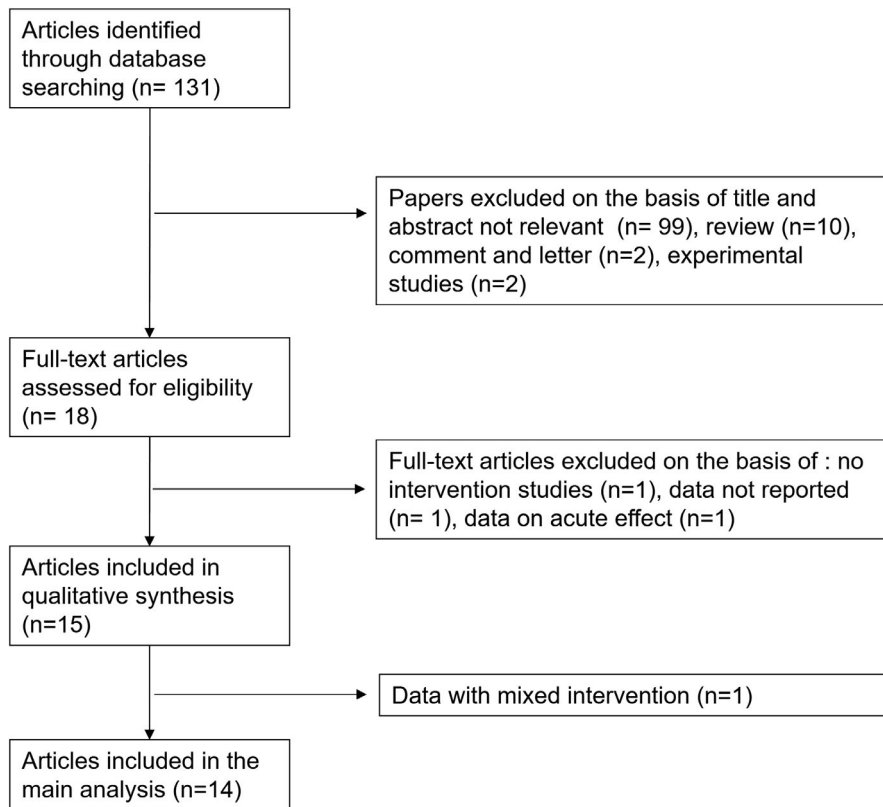 Articles identified
through database
searching (n= 131)
Papers excluded on the basis of title and
abstract not relevant  (n= 99), review (n=10),
comment and letter (n=2), experimental
studies (n=2)
Full-text articles
assessed for eligibility
(n= 18)
Full-text articles excluded on the basis of : no
intervention studies (n=1), data not reported
(n= 1), data on acute effect (n=1)
Articles included in
qualitative synthesis
(n=15)
Data with mixed intervention (n=1)
Articles included in the
main analysis (n=14)